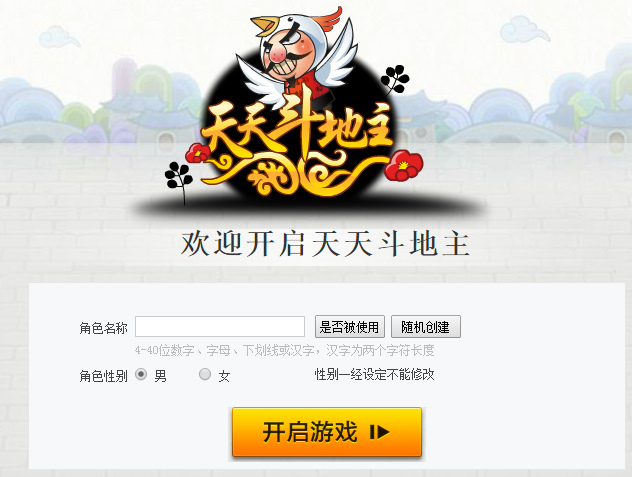 天天斗地主
欢迎开启天天斗地主
角色名称 是否被使用 随机创建
4-40位数字、字母、下划线或汉字，汉字为两个字符长度
角色性别 男 女 性别一经设定不能修改
开启游戏